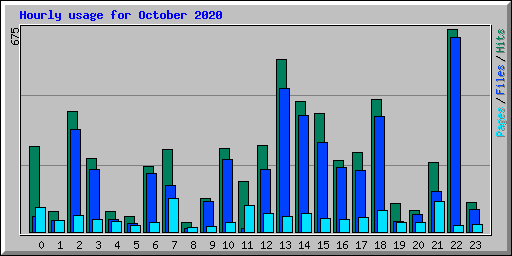 Hourly usage for October 2020
675
Pages / Files / Hits
0 1 2 3 4 5 6 7 8 9 10 11 12 13 14 15 16 17 18 19 20 21 22 23